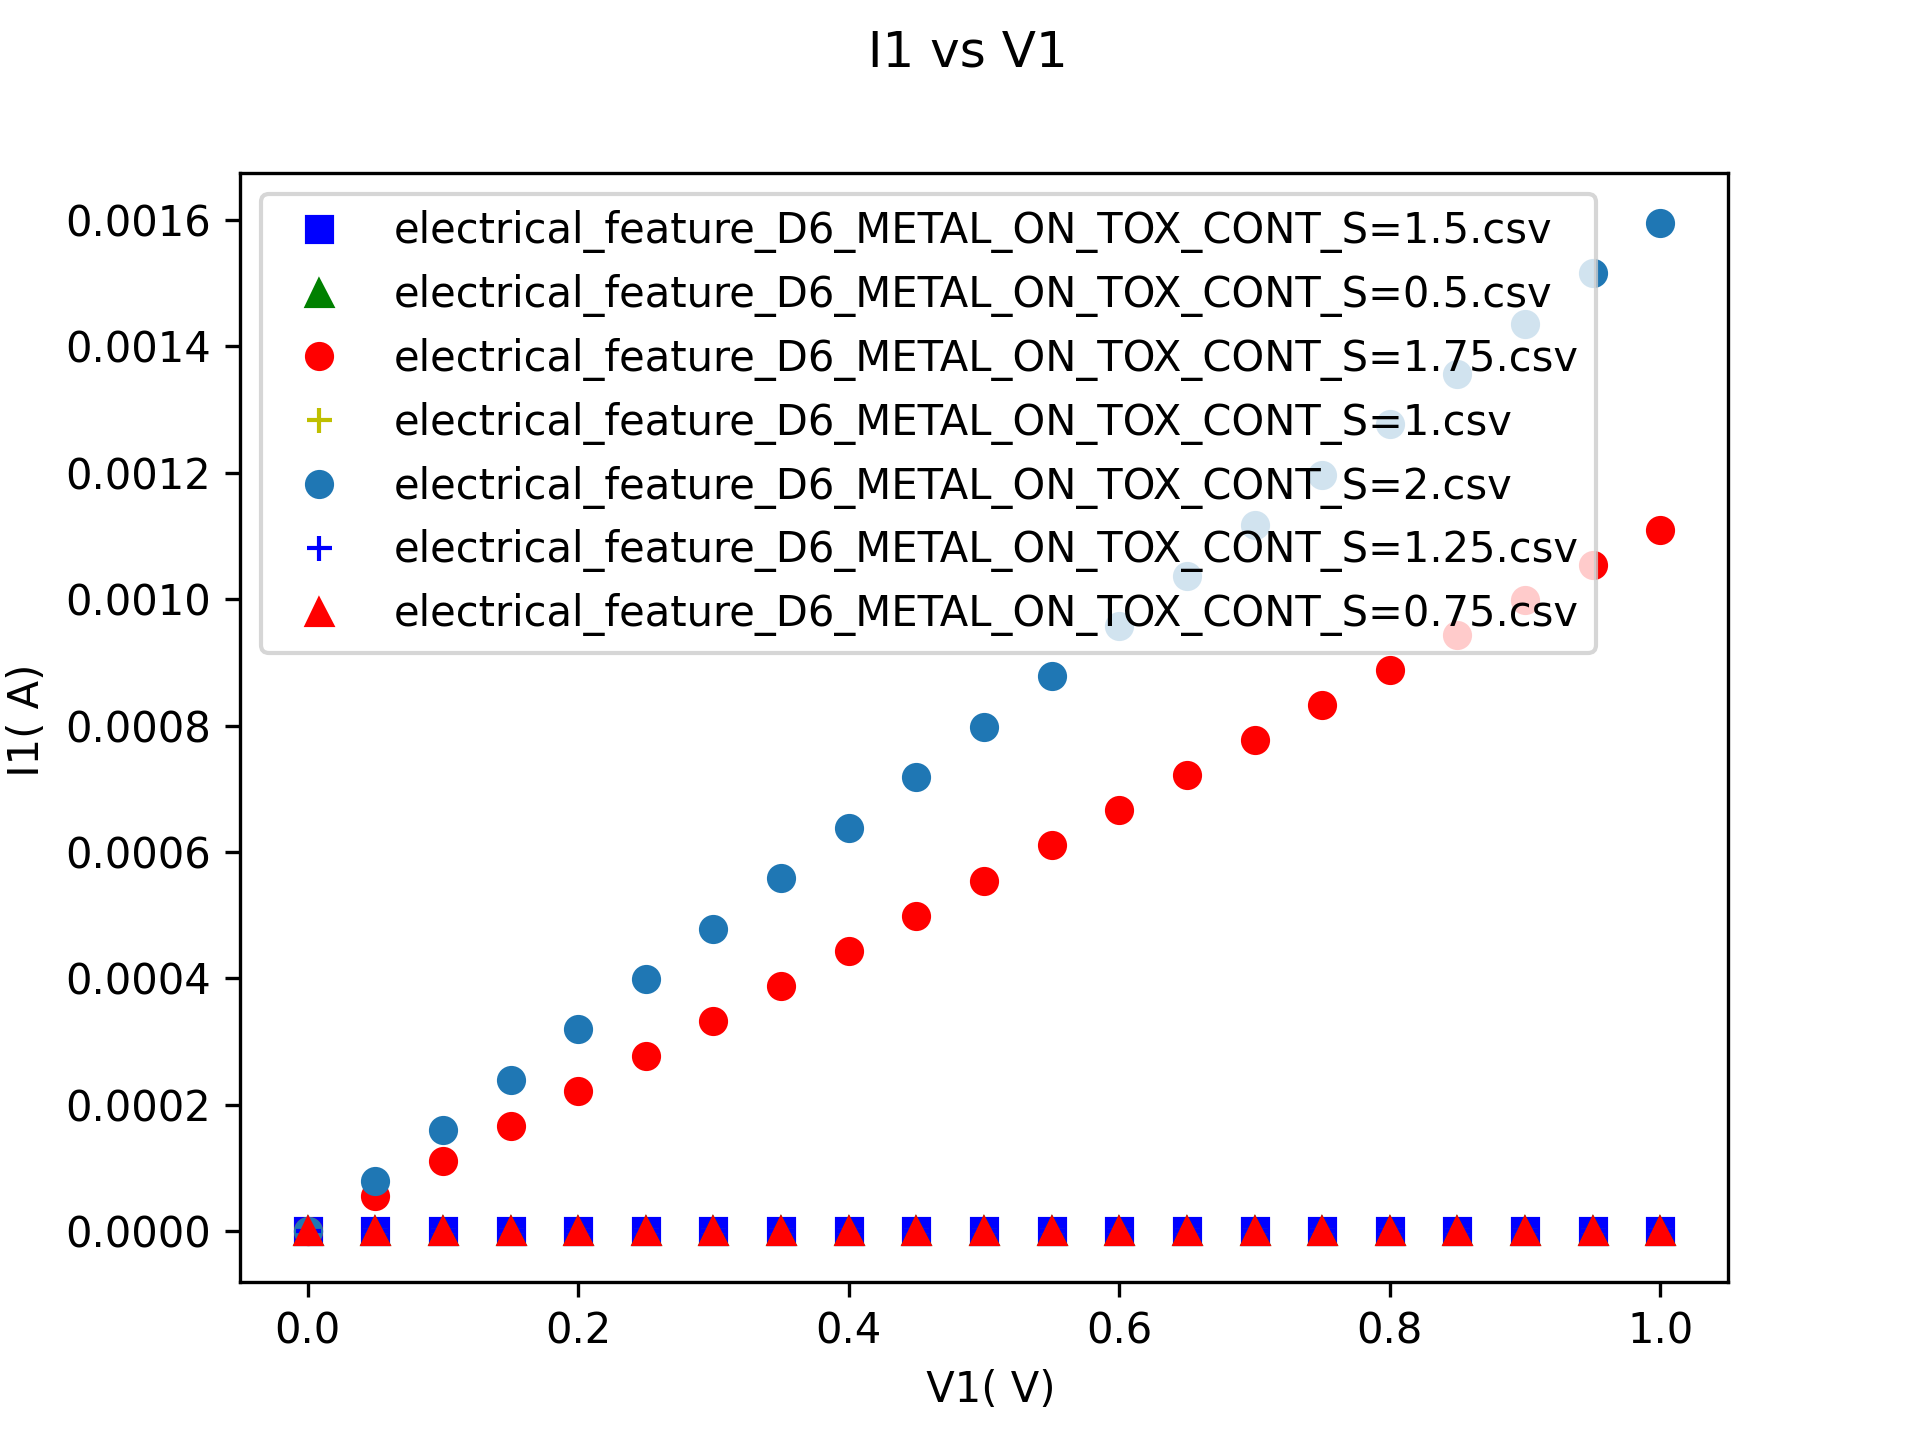 I1 vs V1
electrical_feature_D6_METAL_ON_TOX_CONT_S=1.5.csv
electrical_feature_D6_METAL_ON_TOX_CONT_S=0.5.csv
electrical_feature_D6_METAL_ON_TOX_CONT_S=1.75.csv
electrical_feature_D6_METAL_ON_TOX_CONT_S=1.csv
electrical_feature_D6_METAL_ON_TOX_CONT_S=2.csv
electrical_feature_D6_METAL_ON_TOX_CONT_S=1.25.csv
electrical_feature_D6_METAL_ON_TOX_CONT_S=0.75.csv
0.0016
0.0014
0.0012
0.0010
0.0008
0.0006
0.0004
0.0002
0.0000
I1( A)
0.0 0.2 0.4 0.6 0.8 1.0
V1( V)